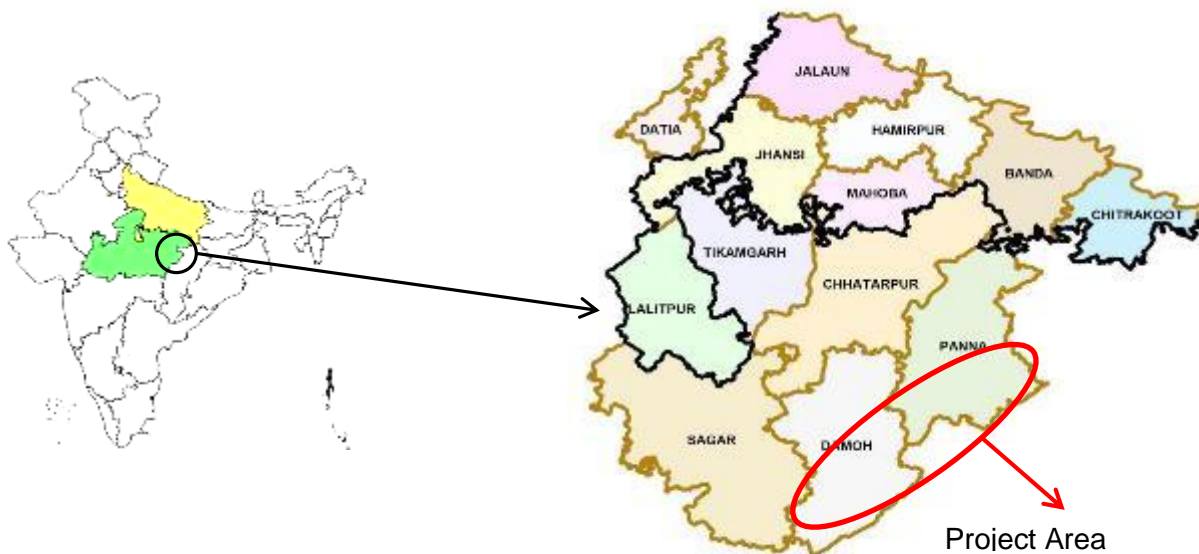 JALAUN
DATIA
HAMIRPUR
JHANSI
BANDA
MAHOBA
CHITRAKOOT
TIKAMGARH
CHHATARPUR
LALITPUR
PANNA
SAGAR
DAMOH
Project Area